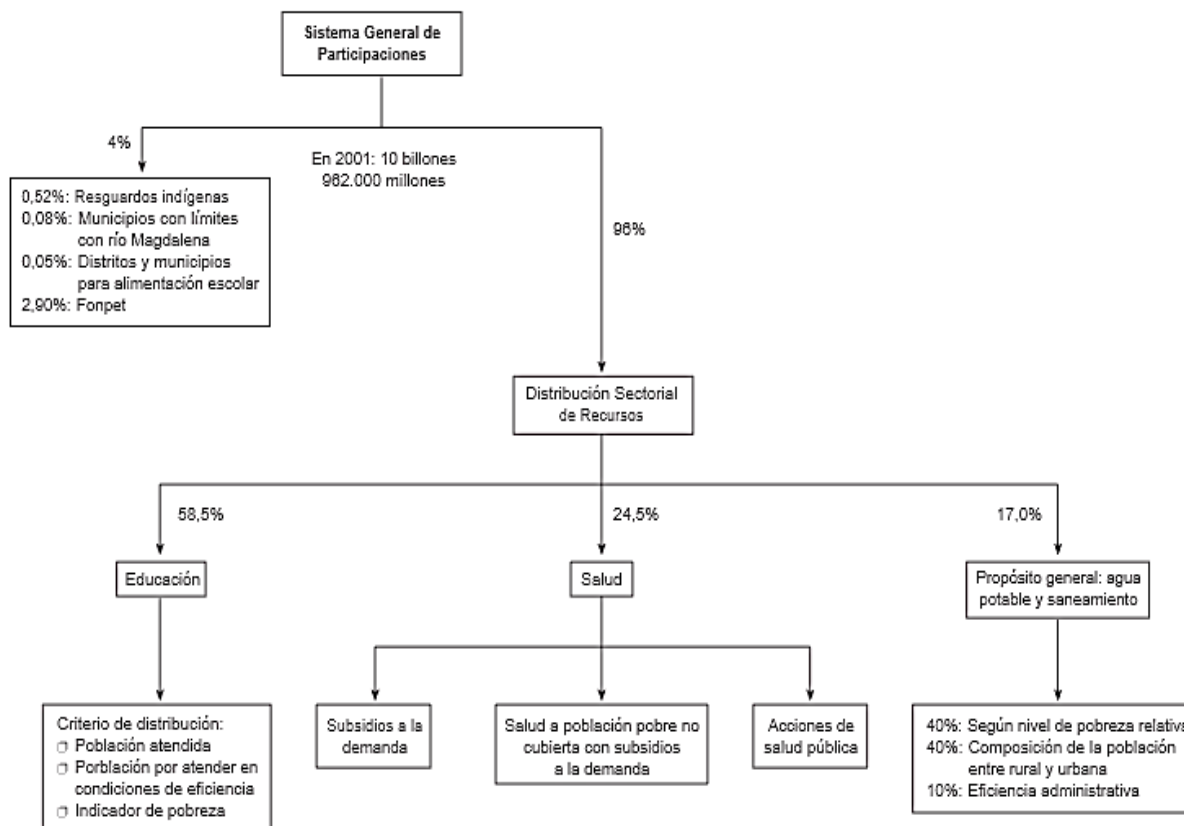 Sistema General de
Participaciones
4%
En 2001: 10 billones
962.000 millones
0,52%: Resguardos indígenas
0,08%: Municipios con límites
con río Magdalena
0,05%: Distritos y municipios
para alimentación escolar
2,90%: Fonpet
96%
Distribución Sectorial
de Recursos
58,5%
24,5%
17,0%
Educación
Salud
Propósito general: agua
potable y saneamiento
Criterio de distribución:
Población atendida
Porblación por atender en
condiciones de eficiencia
Indicador de pobreza
Subsidios a la
demanda
Salud a población pobre no
cubierta con subsidios
a la demanda
Acciones de
salud pública
40%: Según nivel de pobreza relativa
40%: Composición de la población
entre rural y urbana
10%: Eficiencia administrativa